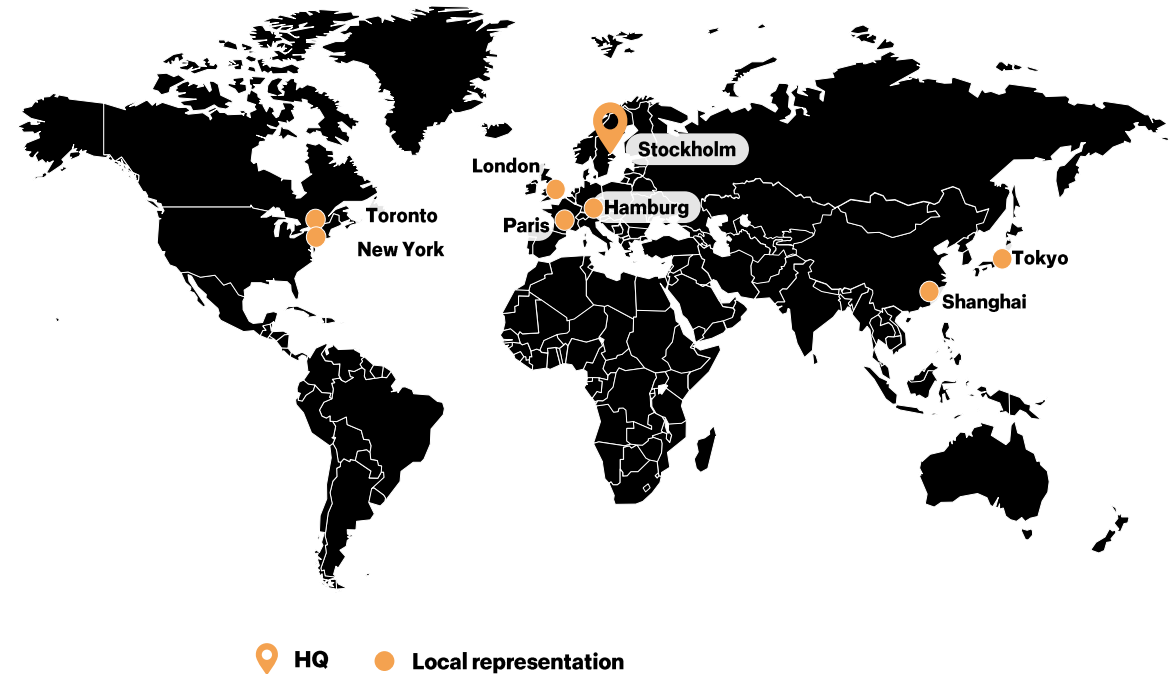 Stockholm
London
Hamburg
Toronto
Paris
New York
Tokyo
Shanghai
HQ
Local representation